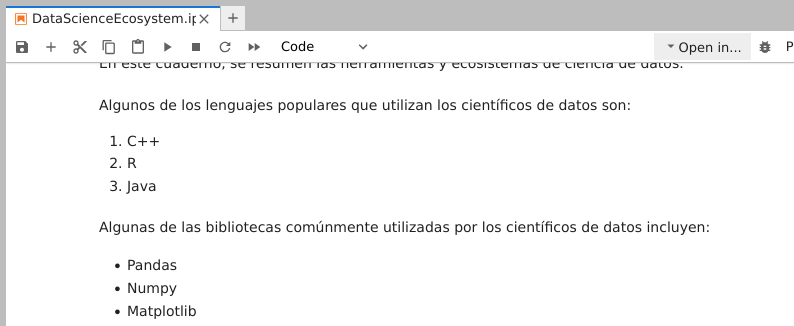 DataScienceEcosystem.ip
Code
Open in...
P
En este cuaderno, se resumen las herramientas y ecosistemas de ciencia de datos.
Algunos de los lenguajes populares que utilizan los científicos de datos son:
1. C++
2. R
3. Java
Algunas de las bibliotecas comúnmente utilizadas por los científicos de datos incluyen:
• Pandas
• Numpy
• Matplotlib